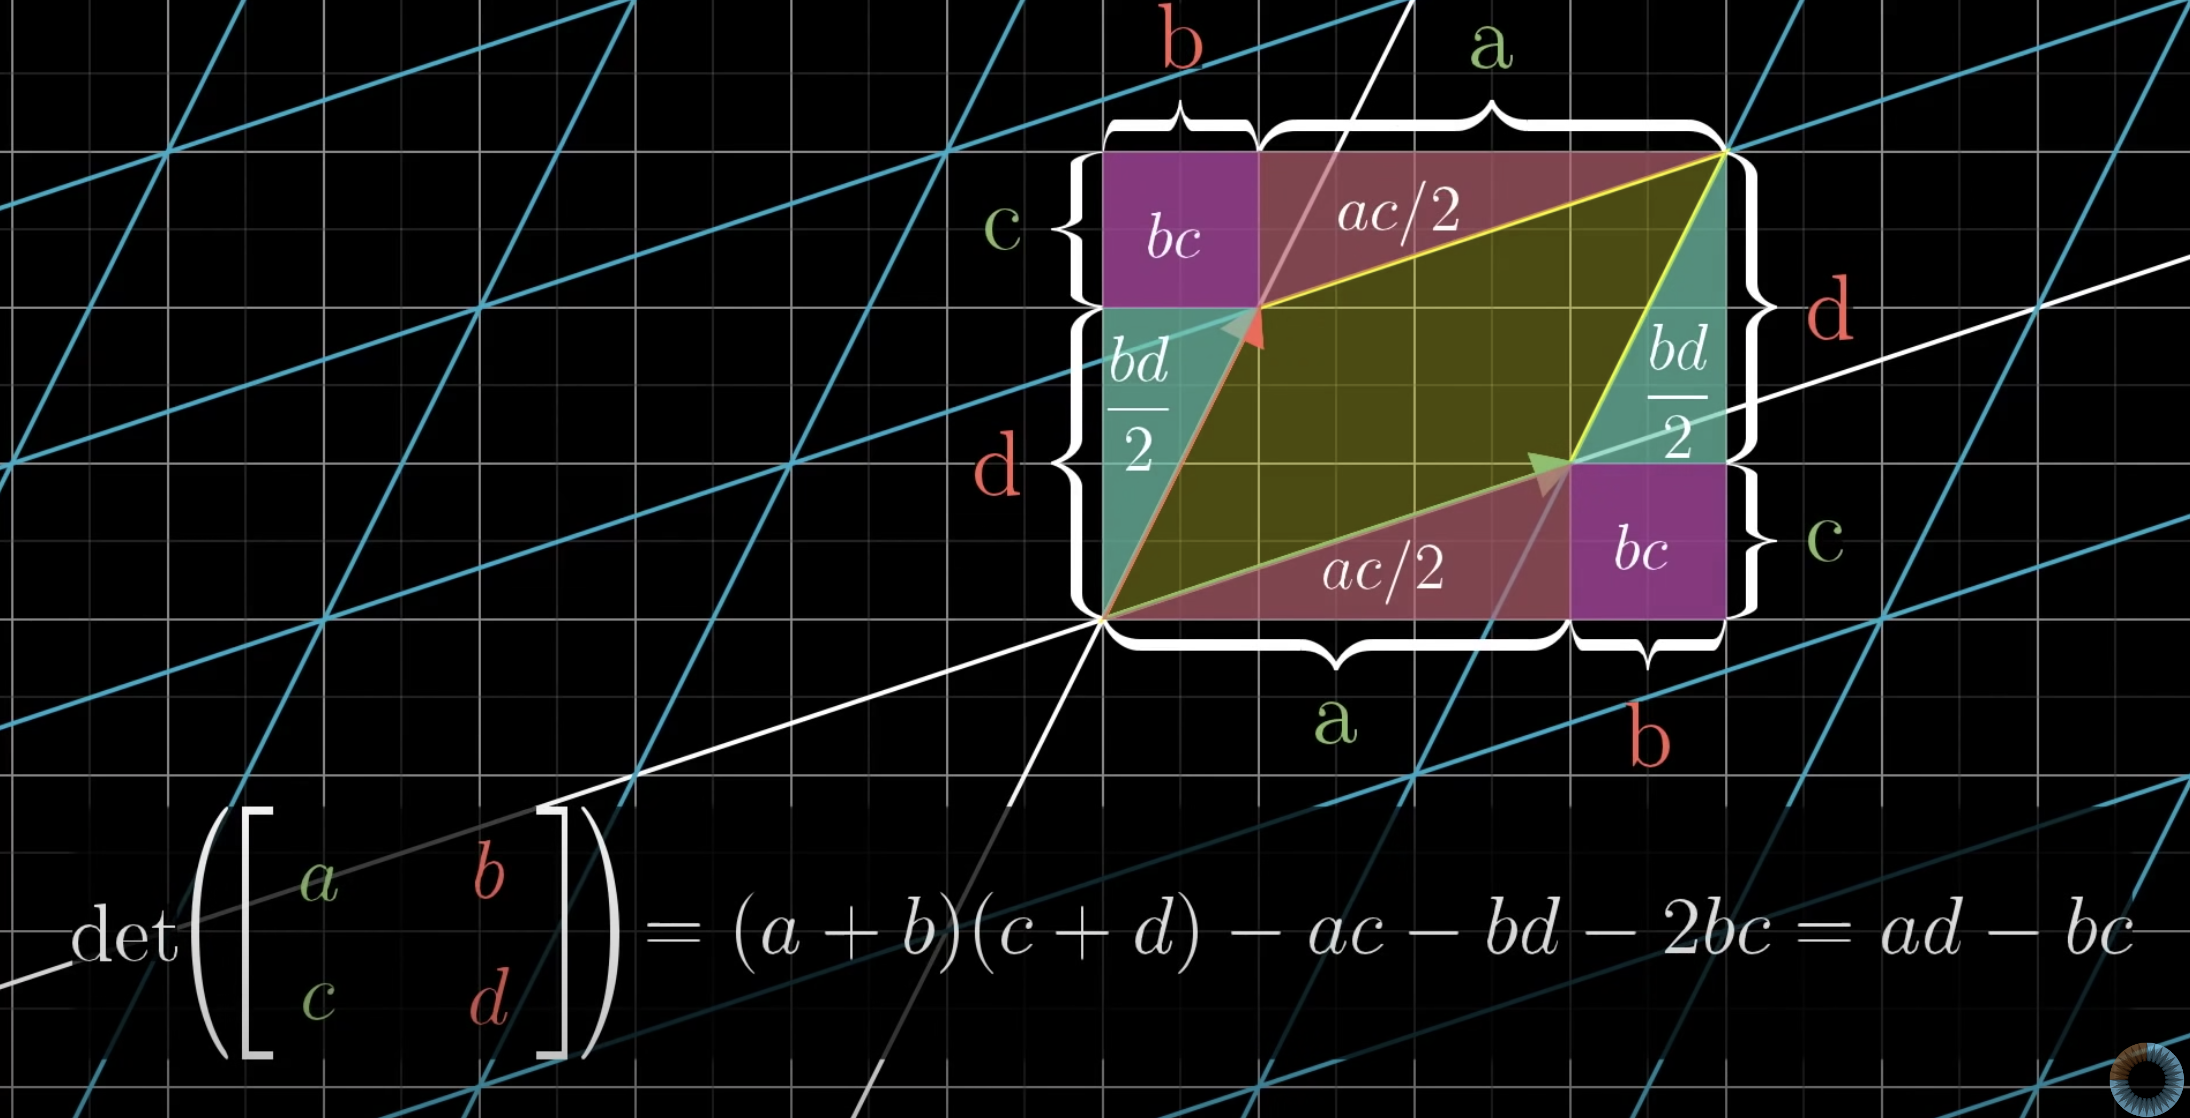 b a
c bc ac/2
bd/2 bd/2 d
d
ac/2 bc c
a b
det([a b
c d]) = (a + b)(c + d) − ac − bd − 2bc = ad − bc